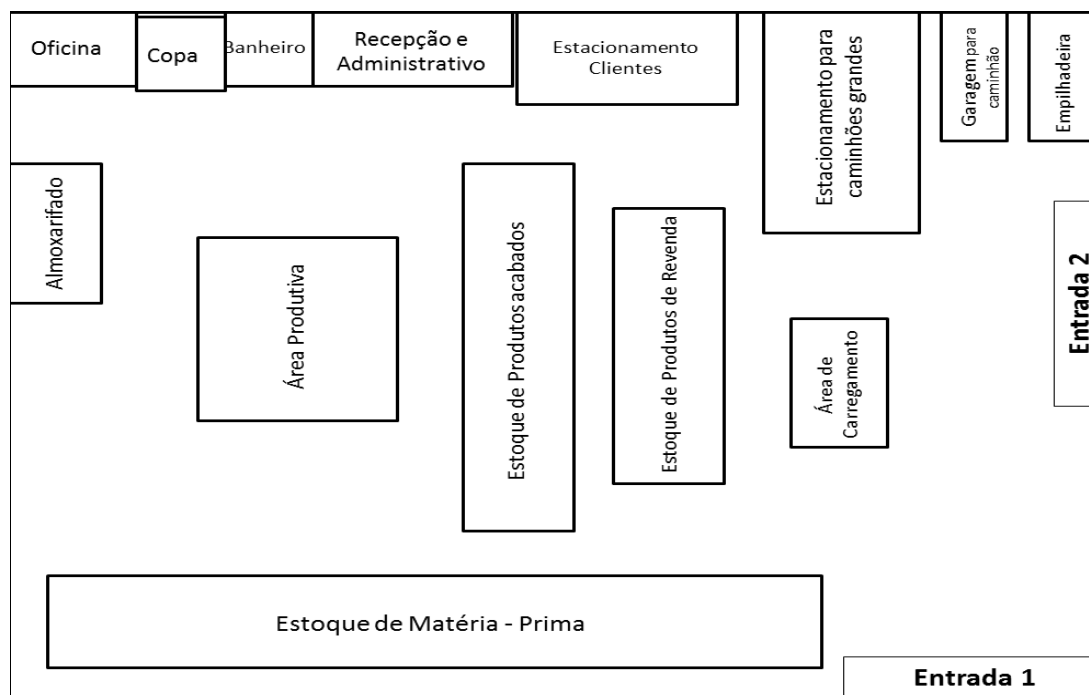 Oficina
Copa
Banheiro
Recepção e
Administrativo
Estacionamento
Clientes
Estacionamento para
caminhões grandes
Garagem para
caminhão
Empilhadeira
Almoxarifado
Área Produtiva
Estoque de Produtos acabados
Estoque de Produtos de Revenda
Área de
Carregamento
Entrada 2
Estoque de Matéria - Prima
Entrada 1